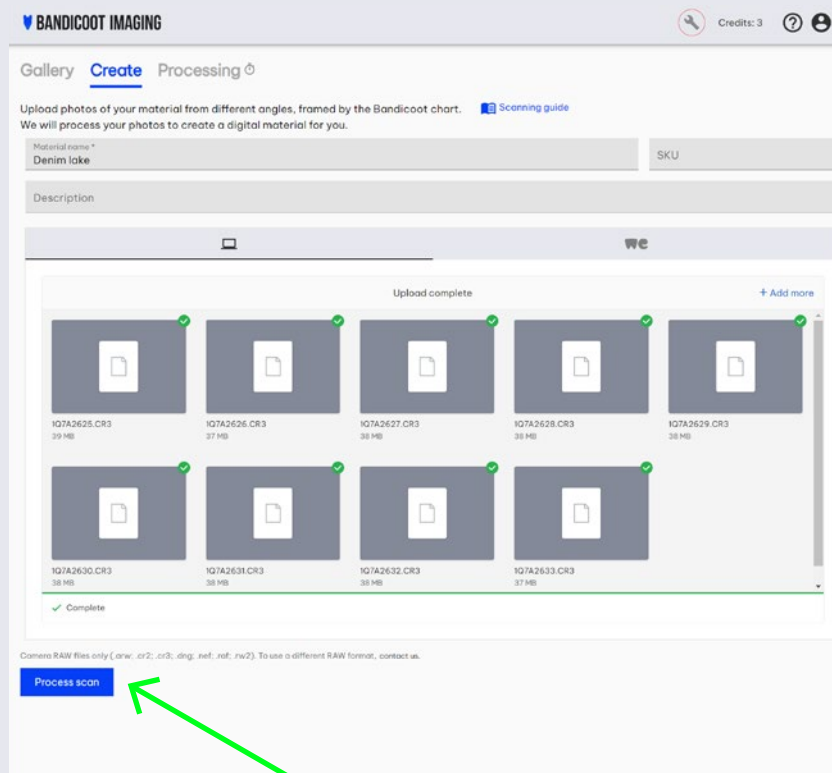 BANDICOOT IMAGING
Credits: 3
Gallery Create Processing
Upload photos of your material from different angles, framed by the Bandicoot chart.
Scanning guide
We will process your photos to create a digital material for you.
Material name *
Denim lake
SKU
Description
we
Upload complete
+ Add more
1Q7A2625.CR3
39 MB
1Q7A2626.CR3
37 MB
1Q7A2627.CR3
38 MB
1Q7A2628.CR3
38 MB
1Q7A2629.CR3
38 MB
1Q7A2630.CR3
38 MB
1Q7A2631.CR3
38 MB
1Q7A2632.CR3
38 MB
1Q7A2633.CR3
37 MB
Complete
Camera RAW files only (.arw; .cr2; .cr3; .dng; .nef; .raf; .rw2). To use a different RAW format, contact us.
Process scan